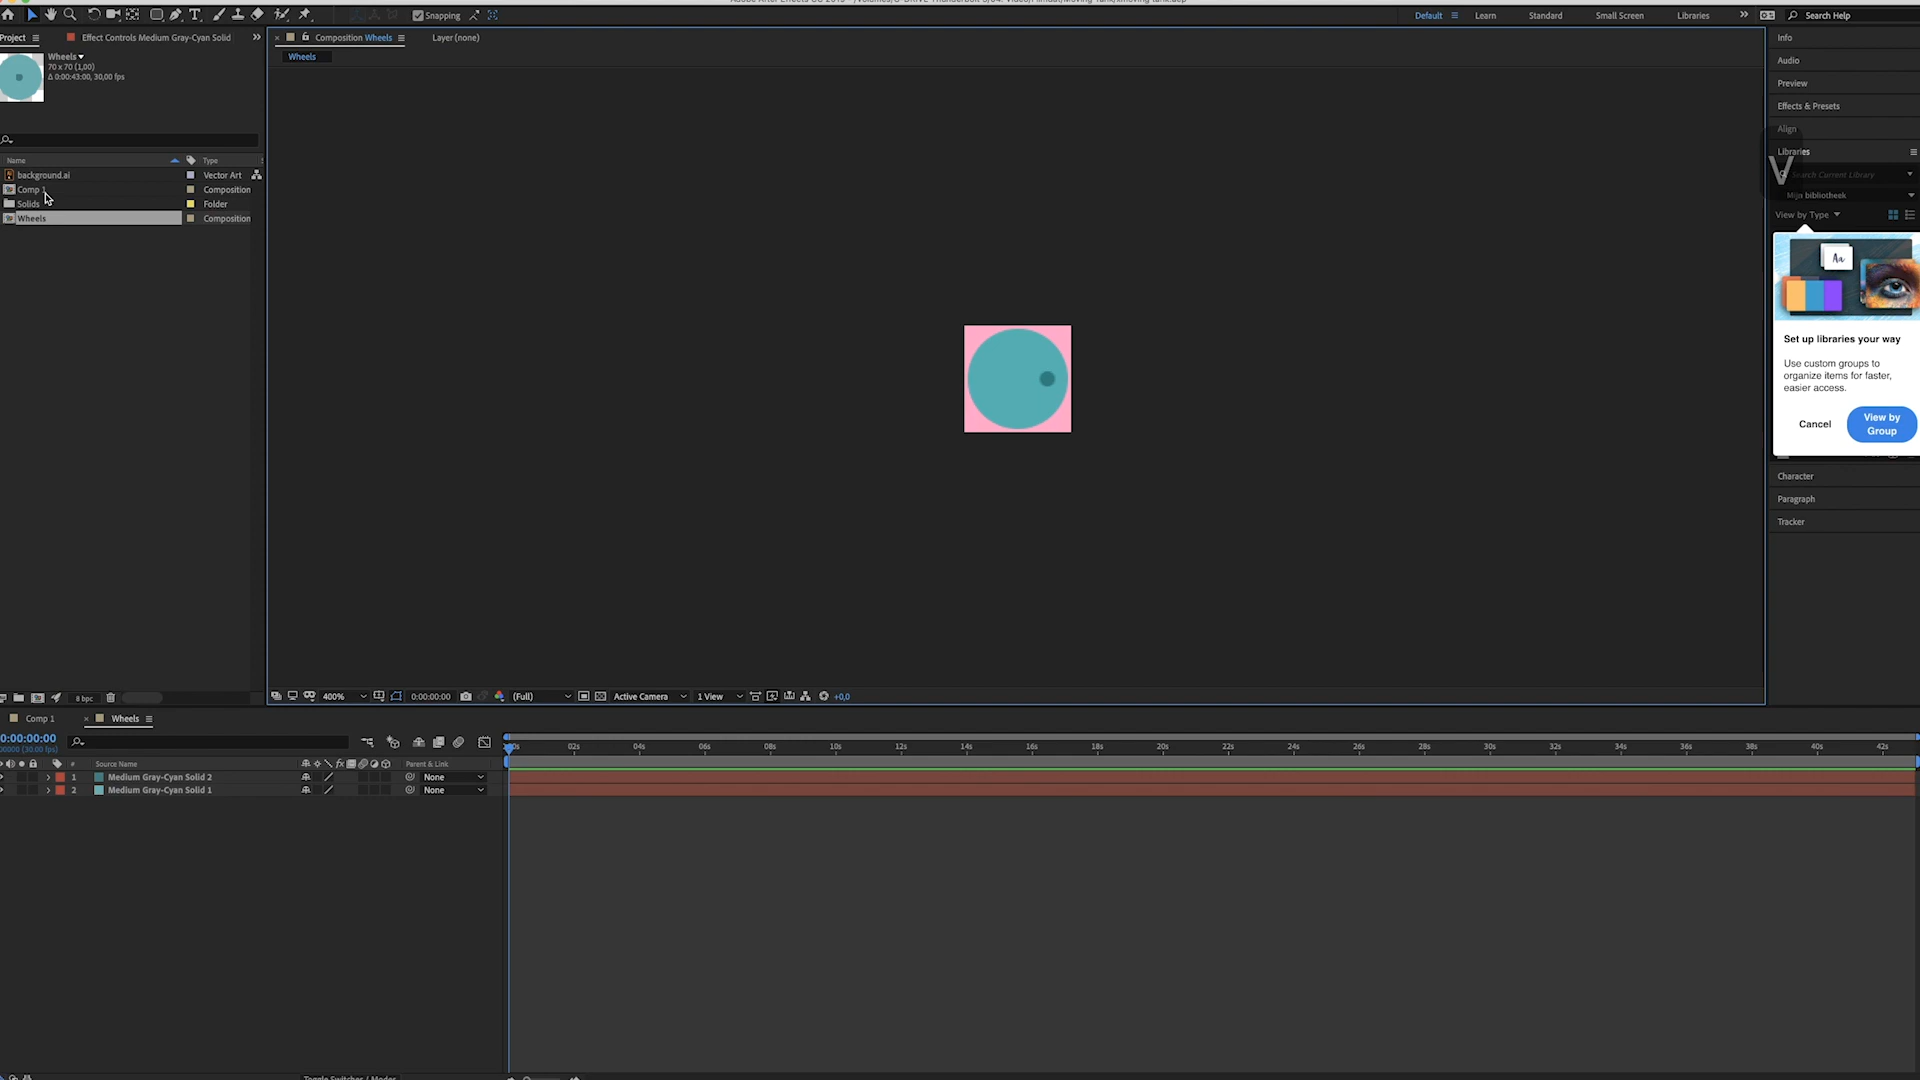 Snapping
Default
Learn
Standard
Small Screen
Libraries
Search Help
Project
Effect Controls Medium Gray-Cyan Solid
Composition Wheels
Layer (none)
Wheels
Wheels
70 x 70 (1,00)
Δ 0:00:43:00, 30,00 fps
Name
Type
background.ai
Vector Art
Comp 1
Composition
Solids
Folder
Wheels
Composition
Info
Audio
Preview
Effects & Presets
Align
Libraries
V
Search Current Library
Mijn bibliotheek
View by Type
Aa
Set up libraries your way
Use custom groups to
organize items for faster,
easier access.
Cancel
View by
Group
Character
Paragraph
Tracker
8 bpc
400%
0:00:00:00
(Full)
Active Camera
1 View
+0,0
Comp 1
Wheels
0:00:00:00
(30.00 fps)
02s
04s
06s
08s
10s
12s
14s
16s
18s
20s
22s
24s
26s
28s
30s
32s
34s
36s
38s
40s
42s
#
Source Name
Parent & Link
1
Medium Gray-Cyan Solid 2
None
2
Medium Gray-Cyan Solid 1
None